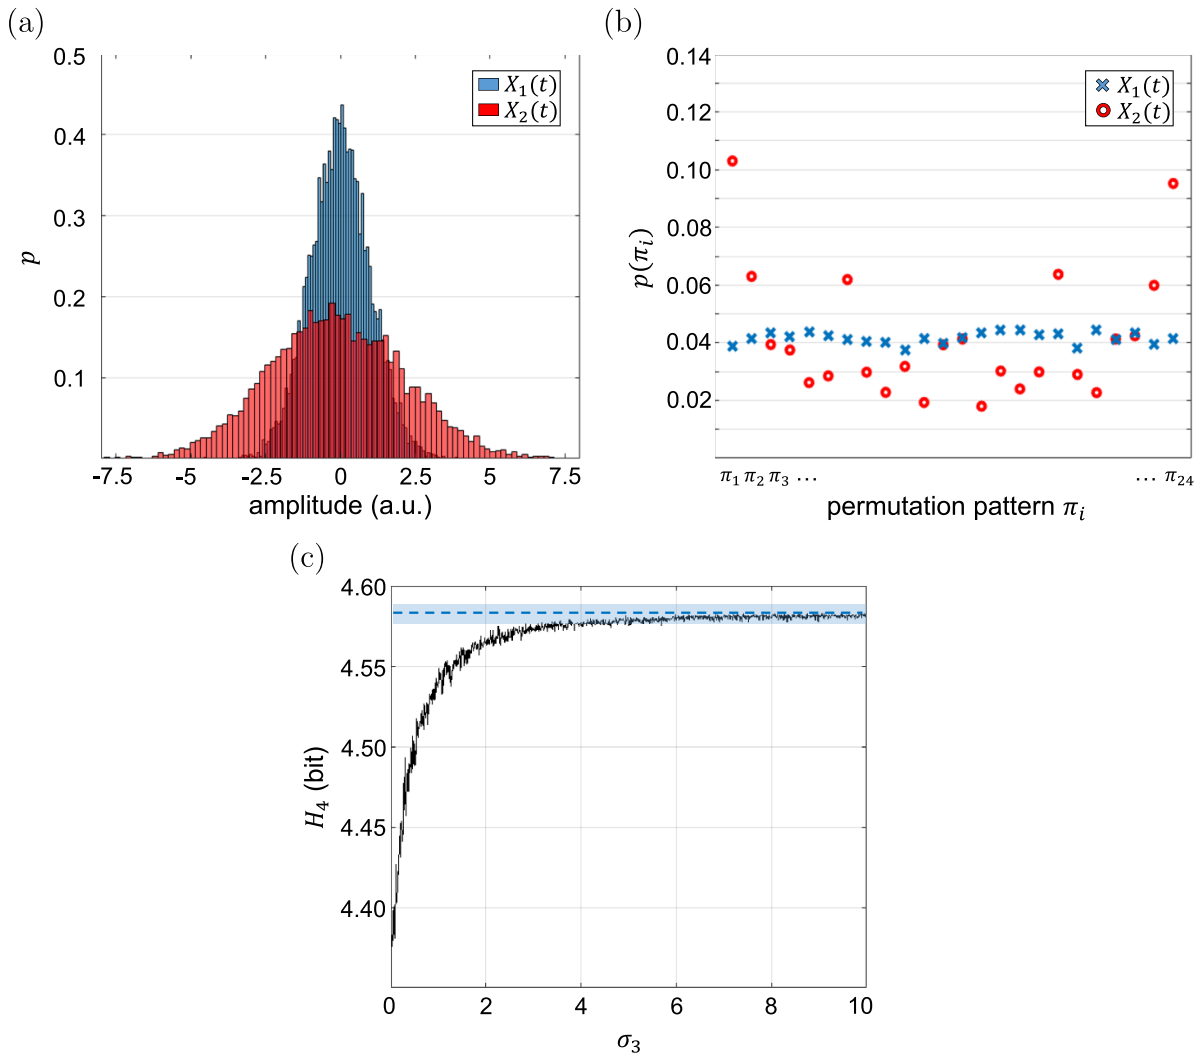 (a)
0.5
0.4
0.3
0.2
0.1
p
X₁(t)
X₂(t)
-7.5 -5 -2.5 0 2.5 5 7.5
amplitude (a.u.)
(b)
0.14
0.12
0.10
0.08
0.06
0.04
0.02
p(πᵢ)
X₁(t)
X₂(t)
π₁ π₂ π₃ ... ... π₂₄
permutation pattern πᵢ
(c)
4.60
4.55
4.50
4.45
4.40
H₄ (bit)
0 2 4 6 8 10
σ₃